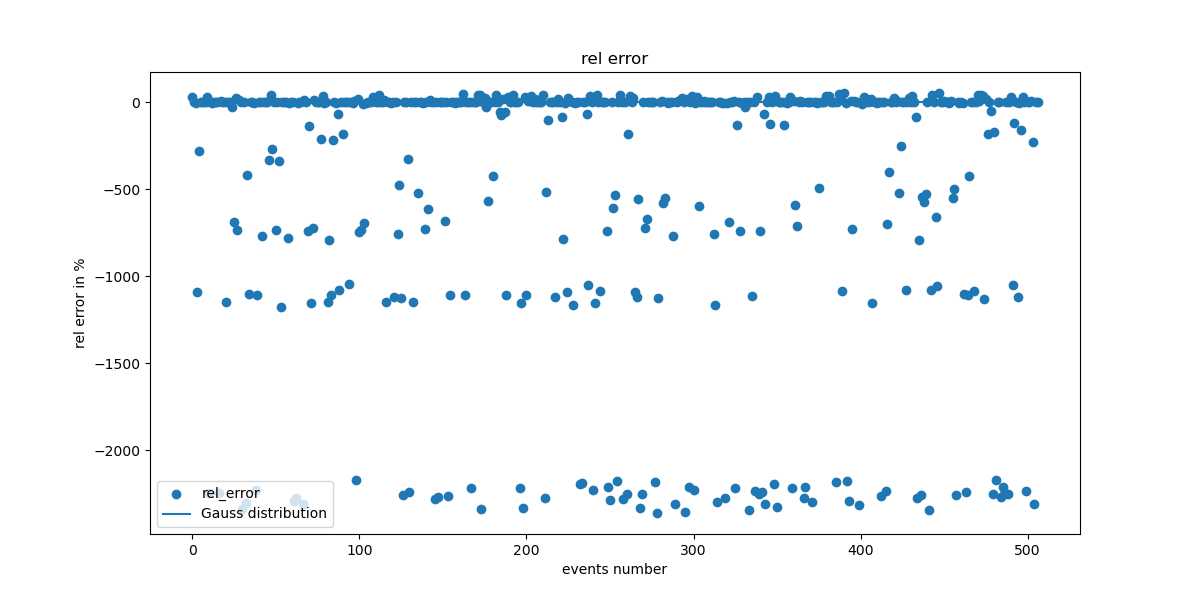 rel error
rel error in %
0
−500
−1000
−1500
−2000
rel_error
Gauss distribution
0 100 200 300 400 500
events number